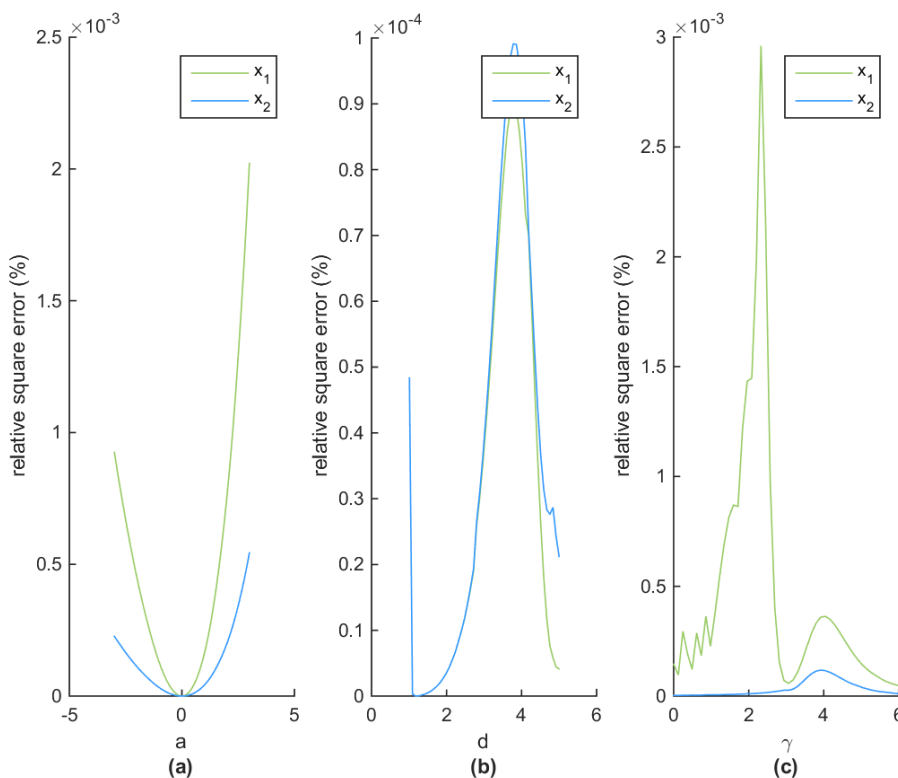 ×10⁻³
2.5
2
1.5
1
0.5
0
-5
0
5
relative square error (%)
a
(a)
x₁
x₂
×10⁻⁴
1
0.9
0.8
0.7
0.6
0.5
0.4
0.3
0.2
0.1
0
0
2
4
6
relative square error (%)
d
(b)
x₁
x₂
×10⁻³
3
2.5
2
1.5
1
0.5
0
0
2
4
6
relative square error (%)
γ
(c)
x₁
x₂